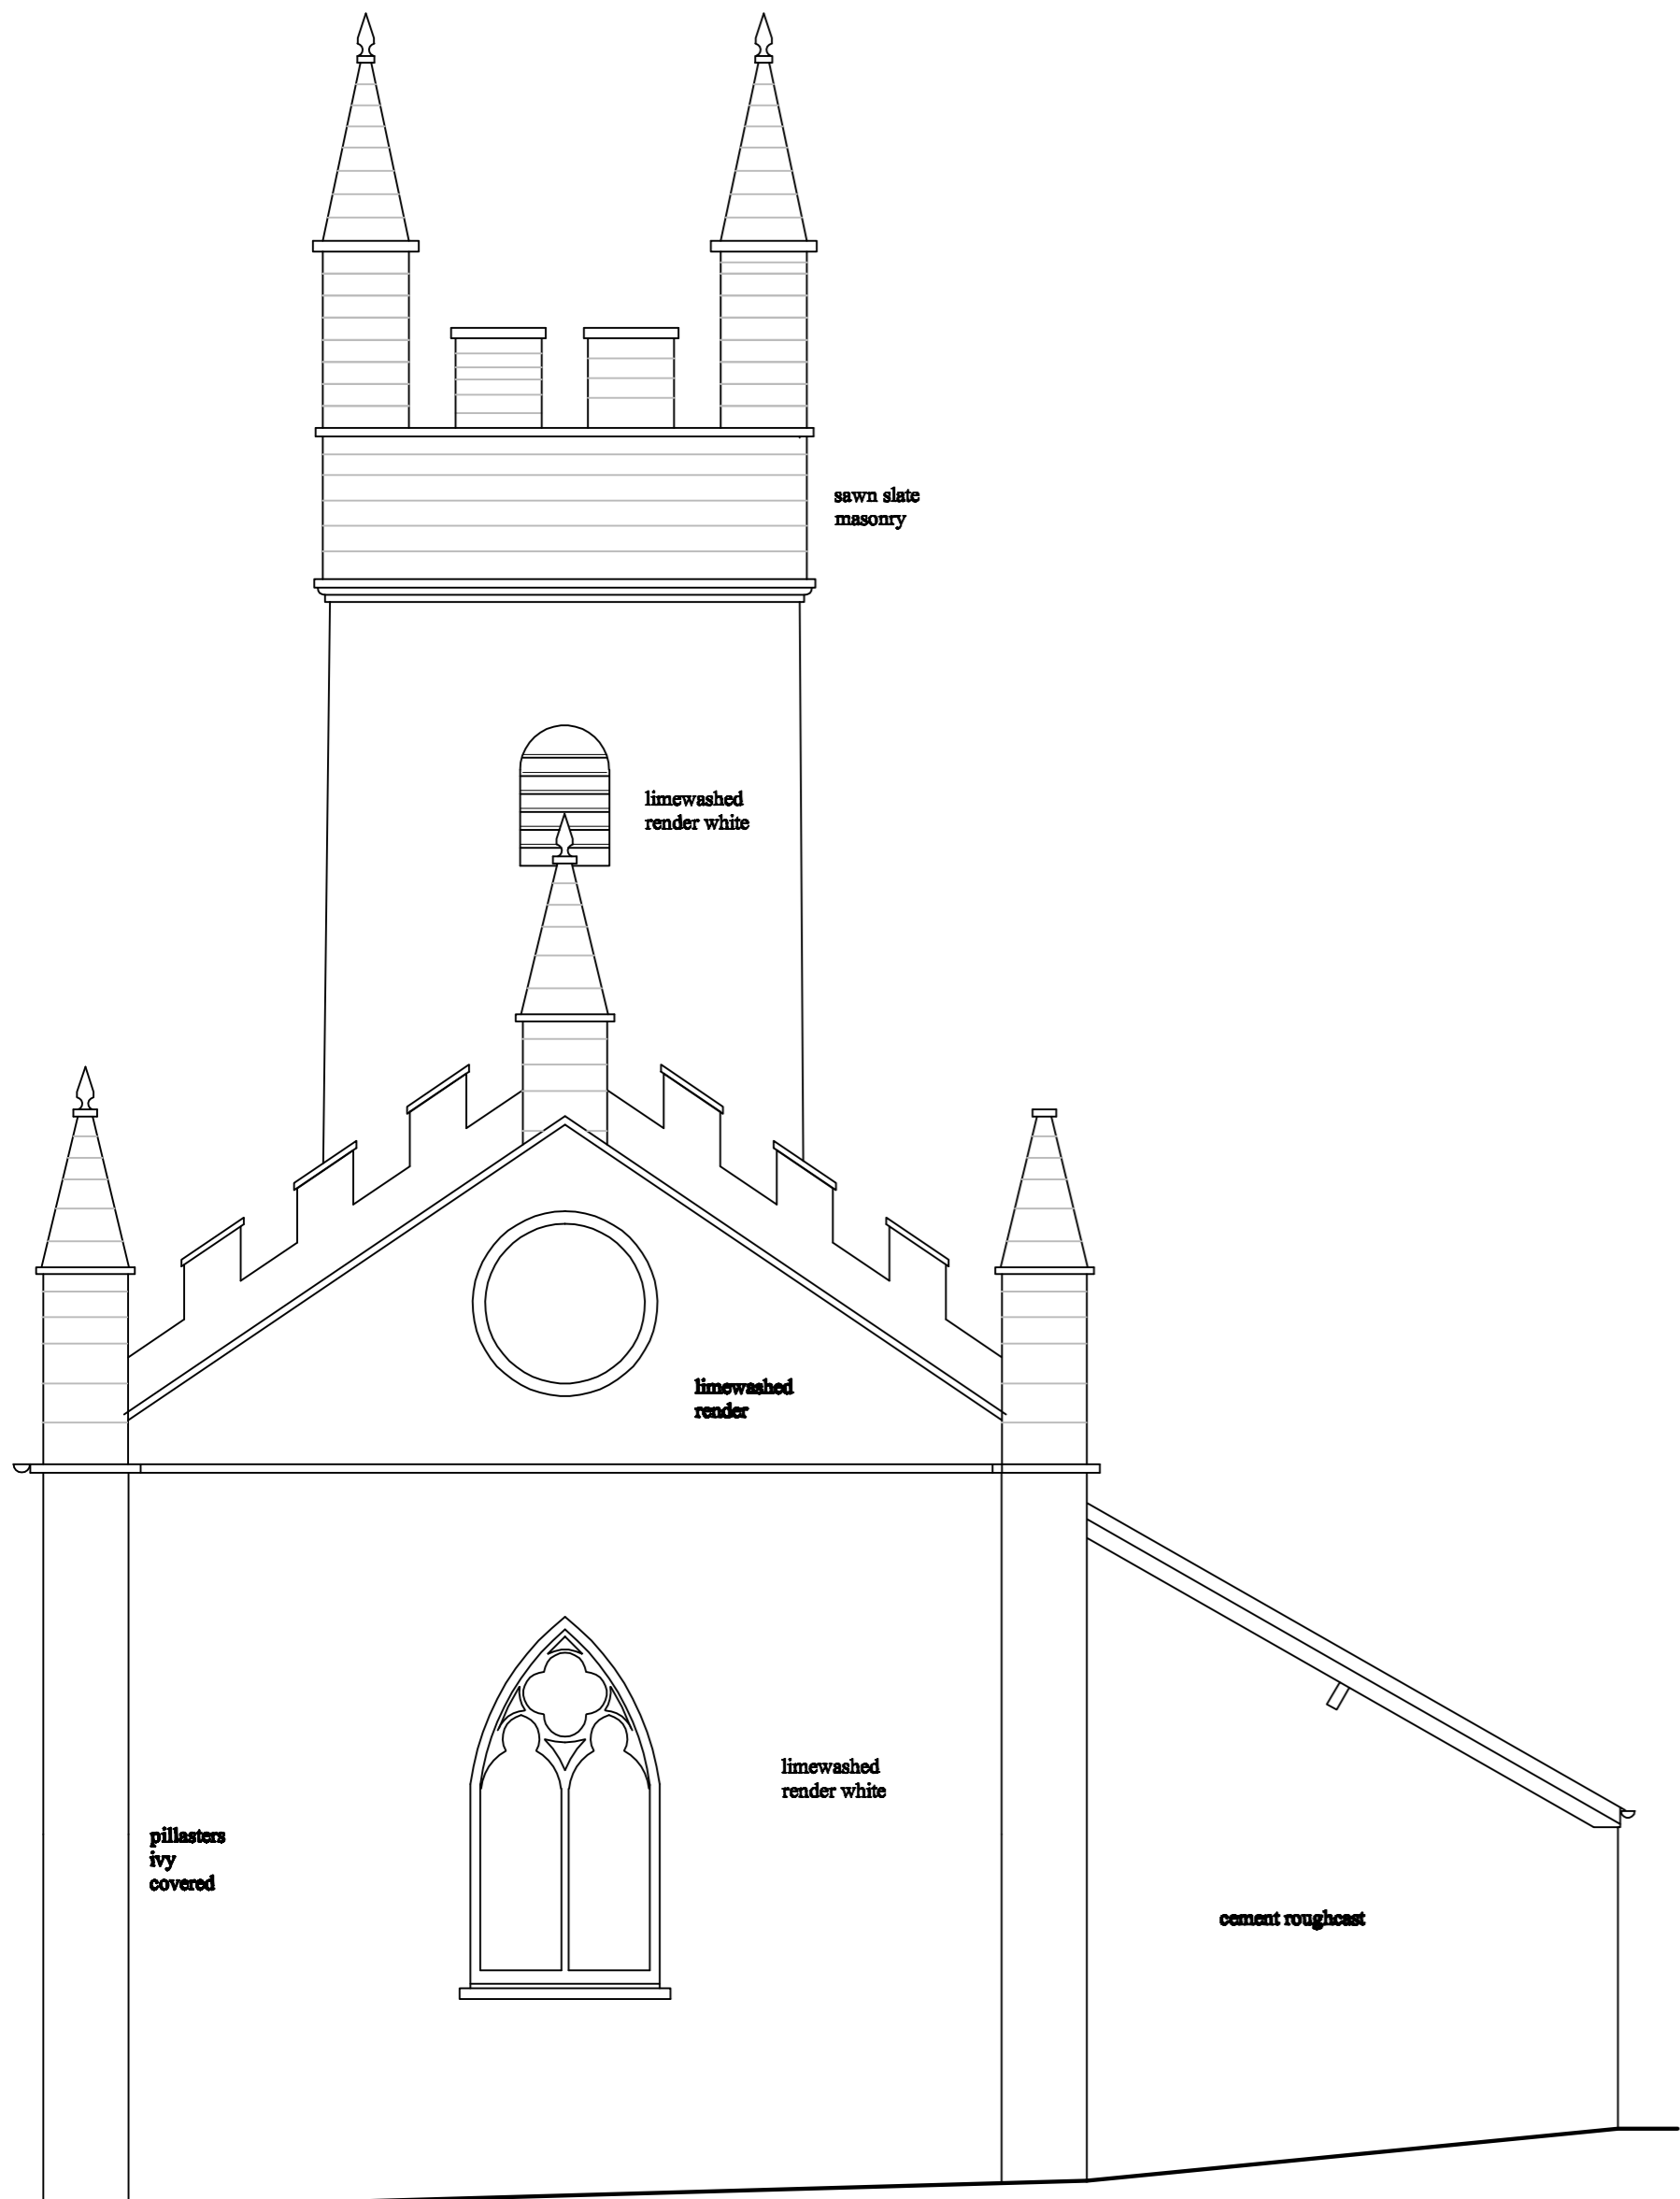 sawn slate
masonry
limewashed
render white
limewashed
render
limewashed
render white
pillasters
ivy
covered
cement roughcast